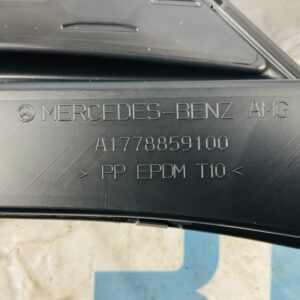 MERCEDES-BENZ AMG
A1778859100
> PP EPDM T10 <